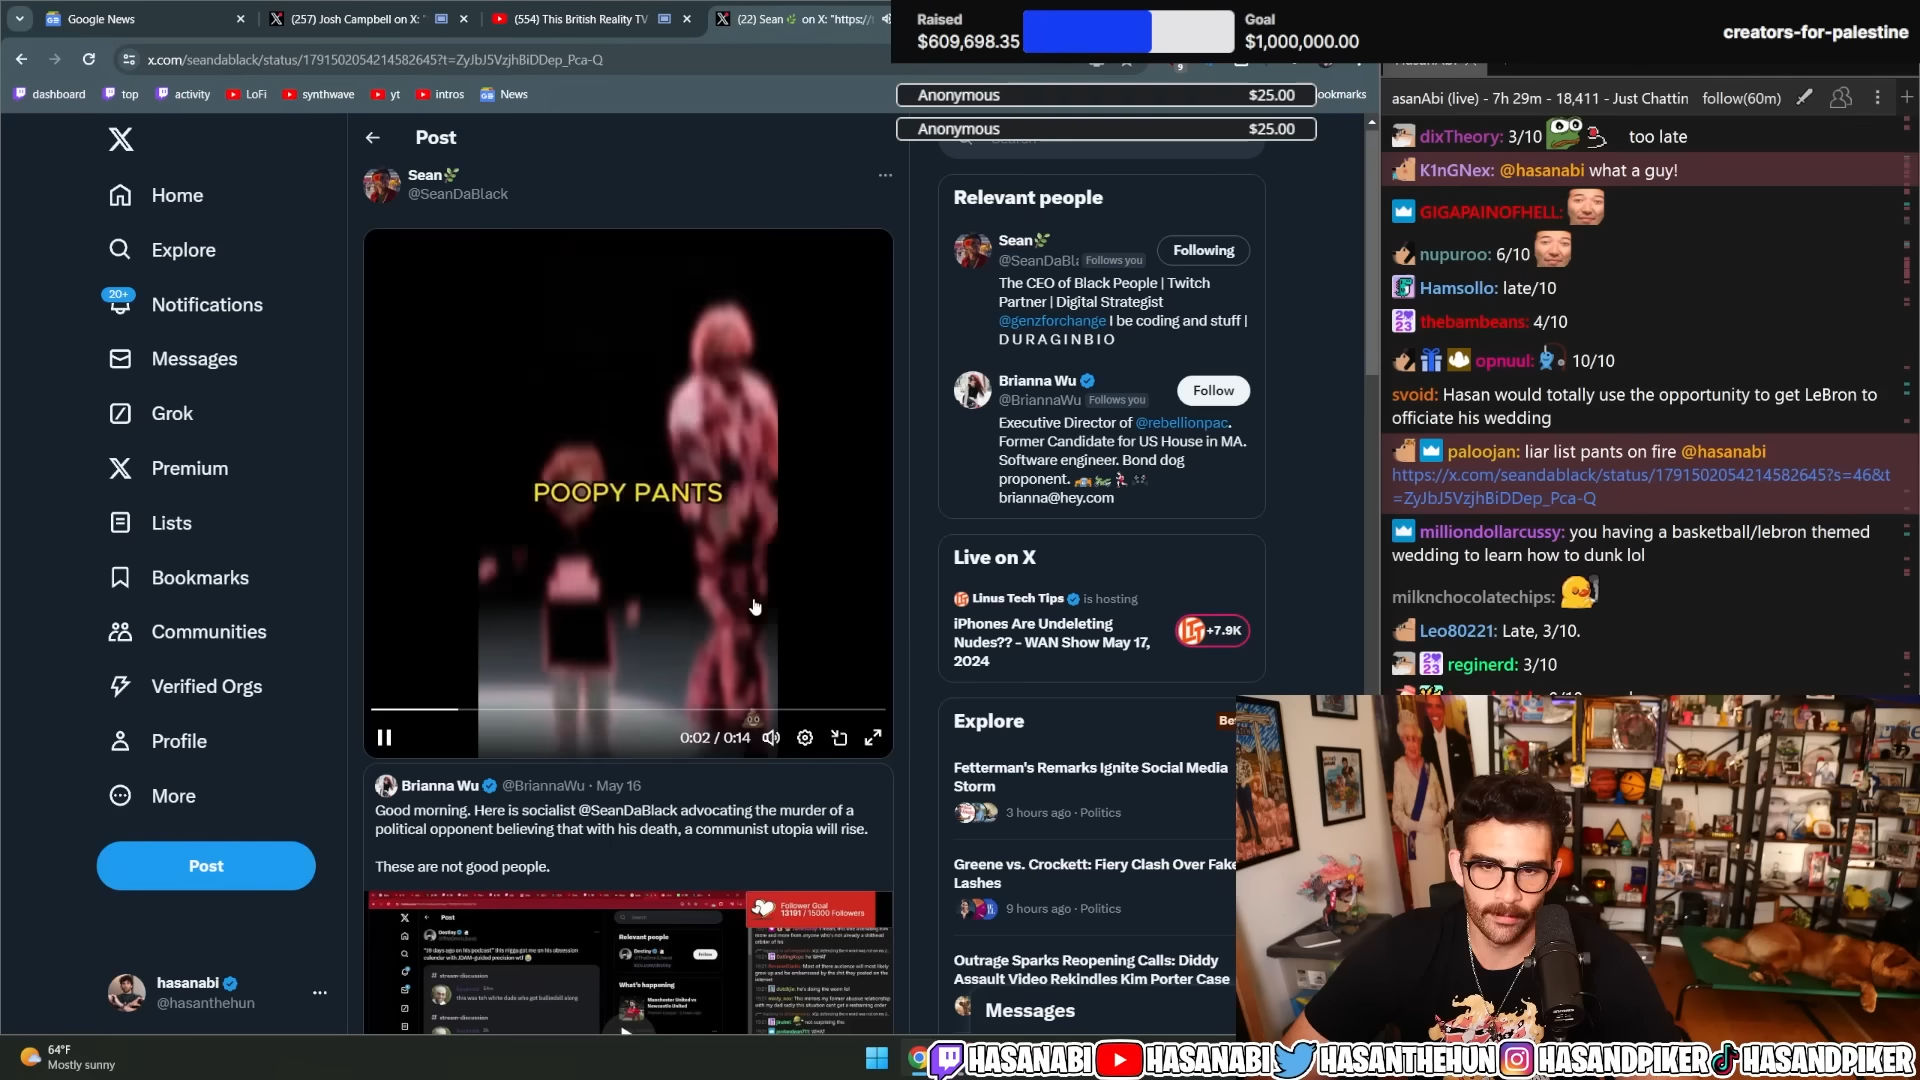 Google News
(257) Josh Campbell on X: "
(554) This British Reality TV
(22) Sean🌿 on X: "https://t
x.com/seandablack/status/1791502054214582645?t=ZyJbJ5VzjhBiDDep_Pca-Q
dashboard top activity LoFi synthwave yt intros News
ookmarks
Raised
$609,698.35
Goal
$1,000,000.00
creators-for-palestine
Anonymous $25.00
Anonymous $25.00
Home
Explore
20+
Notifications
Messages
Grok
Premium
Lists
Bookmarks
Communities
Verified Orgs
Profile
More
Post
hasanabi
@hasanthehun
Post
Sean🌿
@SeanDaBlack
POOPY PANTS
0:02 / 0:14
Brianna Wu @BriannaWu · May 16
Good morning. Here is socialist @SeanDaBlack advocating the murder of a
political opponent believing that with his death, a communist utopia will rise.
These are not good people.
Post
Follower Goal
13191 / 15000 Followers
Relevant people
What's happening
Relevant people
Sean🌿
@SeanDaBla Follows you
Following
The CEO of Black People | Twitch
Partner | Digital Strategist
@genzforchange I be coding and stuff |
D U R A G I N B I O
Brianna Wu
@BriannaWu Follows you
Follow
Executive Director of @rebellionpac.
Former Candidate for US House in MA.
Software engineer. Bond dog
proponent.
brianna@hey.com
Live on X
Linus Tech Tips is hosting
iPhones Are Undeleting
Nudes?? - WAN Show May 17,
2024
+7.9K
Explore
Be
Fetterman's Remarks Ignite Social Media
Storm
3 hours ago · Politics
Greene vs. Crockett: Fiery Clash Over Fake
Lashes
9 hours ago · Politics
Outrage Sparks Reopening Calls: Diddy
Assault Video Rekindles Kim Porter Case
Messages
asanAbi (live) - 7h 29m - 18,411 - Just Chattin follow(60m)
dixTheory: 3/10 too late
K1nGNex: @hasanabi what a guy!
GIGAPAINOFHELL:
nupuroo: 6/10
Hamsollo: late/10
thebambeans: 4/10
opnuul: 10/10
svoid: Hasan would totally use the opportunity to get LeBron to
officiate his wedding
paloojan: liar list pants on fire @hasanabi
https://x.com/seandablack/status/1791502054214582645?s=46&t
=ZyJbJ5VzjhBiDDep_Pca-Q
milliondollarcussy: you having a basketball/lebron themed
wedding to learn how to dunk lol
milknchocolatechips:
Leo80221: Late, 3/10.
reginerd: 3/10
64°F
Mostly sunny
HASANABI HASANABI HASANTHEHUN HASANDPIKER HASANDPIKER